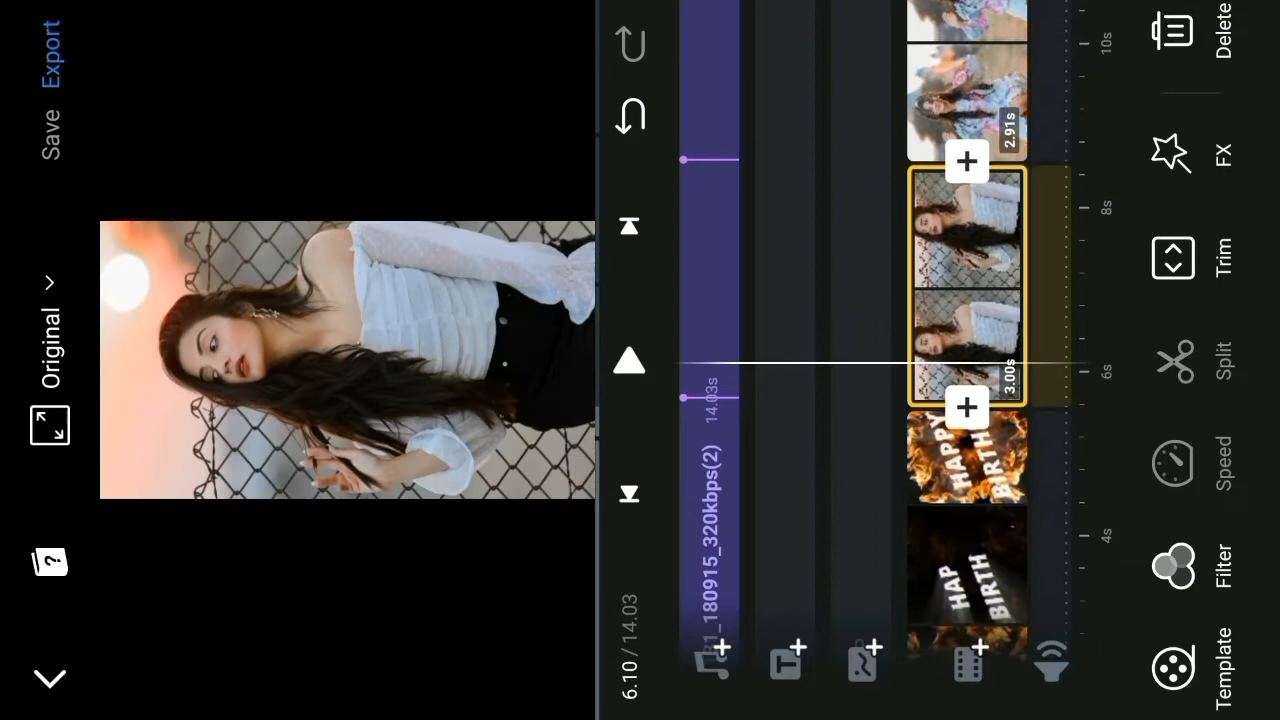 Original
Save
Export
6.10 / 14.03
31_180915_320kbps(2)
14.03s
HAP
BIRTH
HAPPY
BIRTH
3.00s
2.91s
4s
6s
8s
10s
Template
Filter
Speed
Split
Trim
FX
Delete